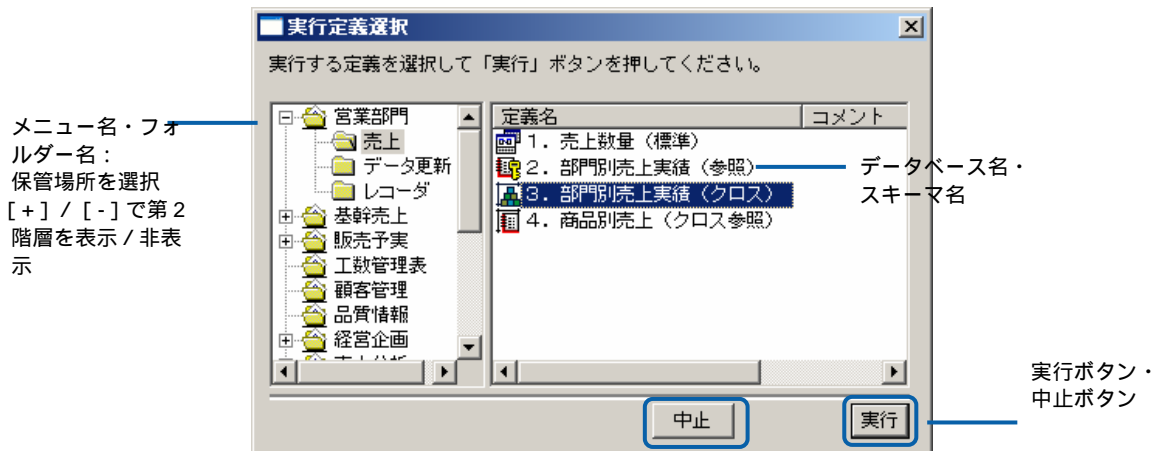 実行定義選択
実行する定義を選択して「実行」ボタンを押してください。
メニュー名・フォ
ルダー名：
保管場所を選択
[+] / [-]で第２
階層を表示／非表
示
営業部門
売上
データ更新
レコーダ
基幹売上
販売予実
工数管理表
顧客管理
品質情報
経営企画
定義名
コメント
1．売上数量（標準）
2．部門別売上実績（参照）
3．部門別売上実績（クロス）
4．商品別売上（クロス参照）
データベース名・
スキーマ名
中止
実行
実行ボタン・
中止ボタン